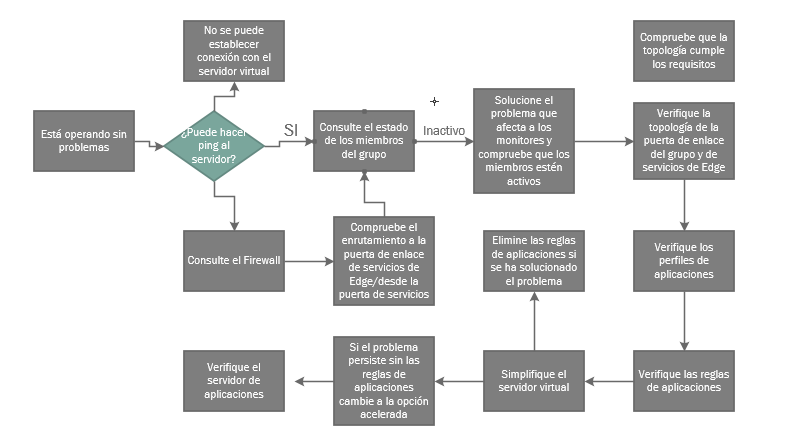 No se puede
establecer
conexión con el
servidor virtual
Compruebe que la
topología cumple
los requisitos
Está operando sin
problemas
¿Puede hacer
ping al
servidor?
SI
Consulte el estado
de los miembros
del grupo
Inactivo
Solucione el
problema que
afecta a los
monitores y
compruebe que los
miembros estén
activos
Verifique la
topología de la
puerta de enlace
del grupo y de
servicios de Edge
Consulte el Firewall
Compruebe el
enrutamiento a la
puerta de enlace
de servicios de
Edge/desde la
puerta de servicios
Elimine las reglas
de aplicaciones si
se ha solucionado
el problema
Verifique los
perfiles de
aplicaciones
Verifique el
servidor de
aplicaciones
Si el problema
persiste sin las
reglas de
aplicaciones
cambie a la opción
acelerada
Simplifique el
servidor virtual
Verifique las reglas
de aplicaciones